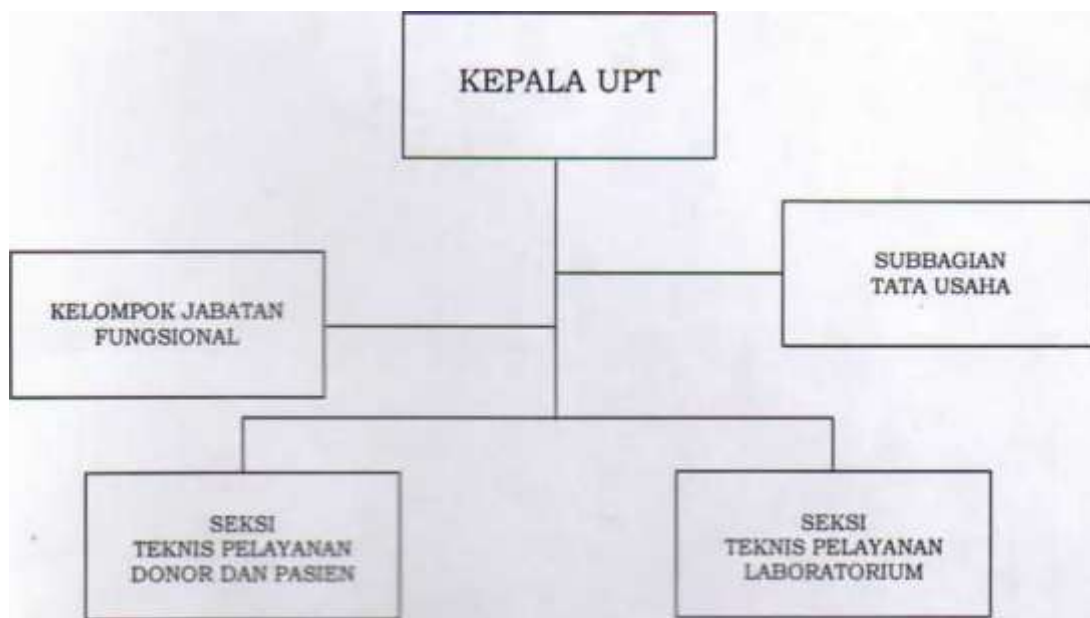 KEPALA UPT
SUBBAGIAN
TATA USAHA
KELOMPOK JABATAN
FUNGSIONAL
SEKSI
TEKNIS PELAYANAN
DONOR DAN PASIEN
SEKSI
TEKNIS PELAYANAN
LABORATORIUM